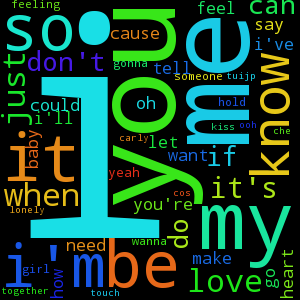 feeling
so
cause
feel
can
just
don't
gonna
tell
say
i've
someone
tuijp
could
i'll
oh
hold
I
you
me
know
kiss
ooh
che
it
baby
carly
let
want
if
yeah
when
cos
it's
lonely
you're
do
my
need
wanna
i'm
be
girl
how
make
love
go
heart
together
touch